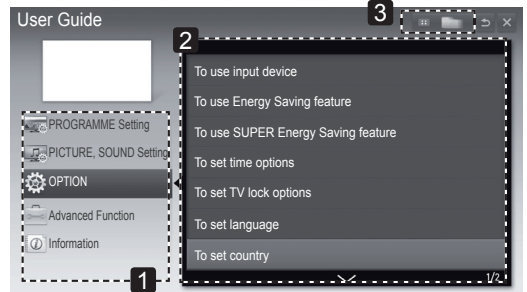 User Guide
3
2
PROGRAMME Setting
PICTURE, SOUND Setting
OPTION
Advanced Function
Information
1
To use input device
To use Energy Saving feature
To use SUPER Energy Saving feature
To set time options
To set TV lock options
To set language
To set country
1/2